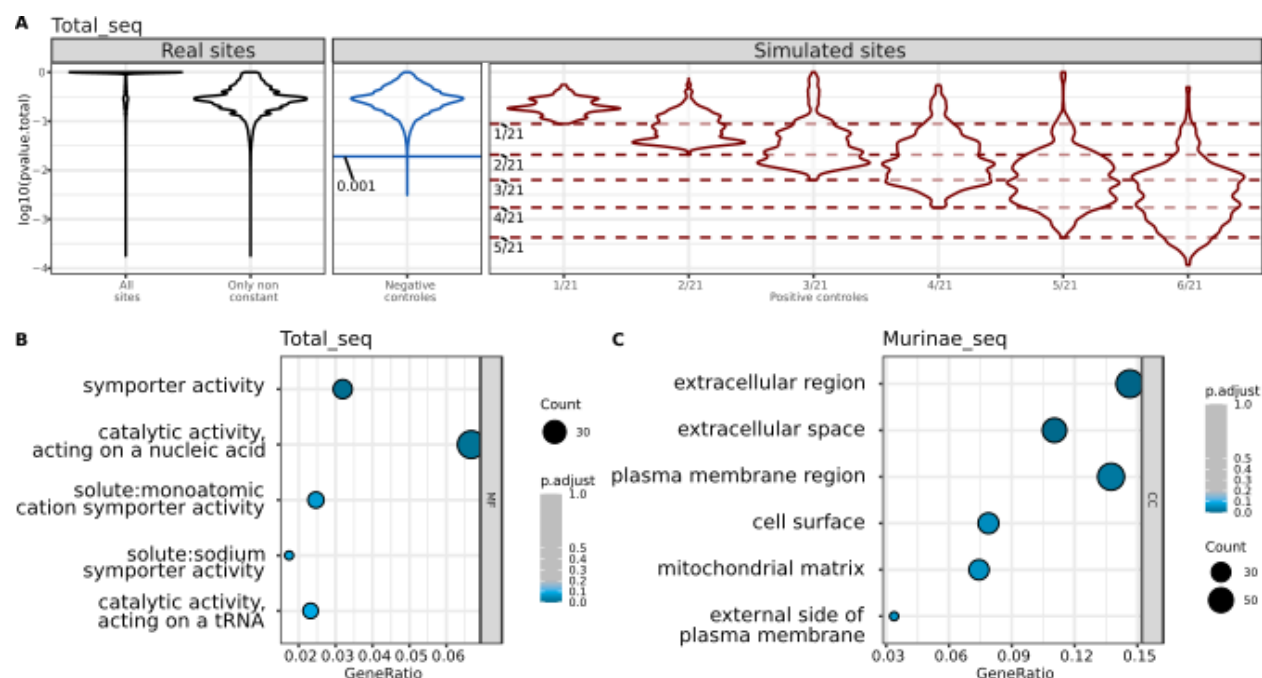 A
Total_seq
Real sites
Simulated sites
log10(pvalue.total)
0
−1
−2
−3
−4
0.001
1/21
2/21
3/21
4/21
5/21
All
sites
Only non
constant
Negative
controles
1/21
2/21
3/21
4/21
5/21
6/21
Positive controles
B
Total_seq
symporter activity
catalytic activity,
acting on a nucleic acid
solute:monoatomic
cation symporter activity
solute:sodium
symporter activity
catalytic activity,
acting on a tRNA
MF
0.02 0.03 0.04 0.05 0.06
GeneRatio
Count
30
p.adjust
1.0
0.5
0.4
0.3
0.2
0.1
0.0
C
Murinae_seq
extracellular region
extracellular space
plasma membrane region
cell surface
mitochondrial matrix
external side of
plasma membrane
CC
0.03 0.06 0.09 0.12 0.15
GeneRatio
p.adjust
1.0
0.5
0.4
0.3
0.2
0.1
0.0
Count
30
50